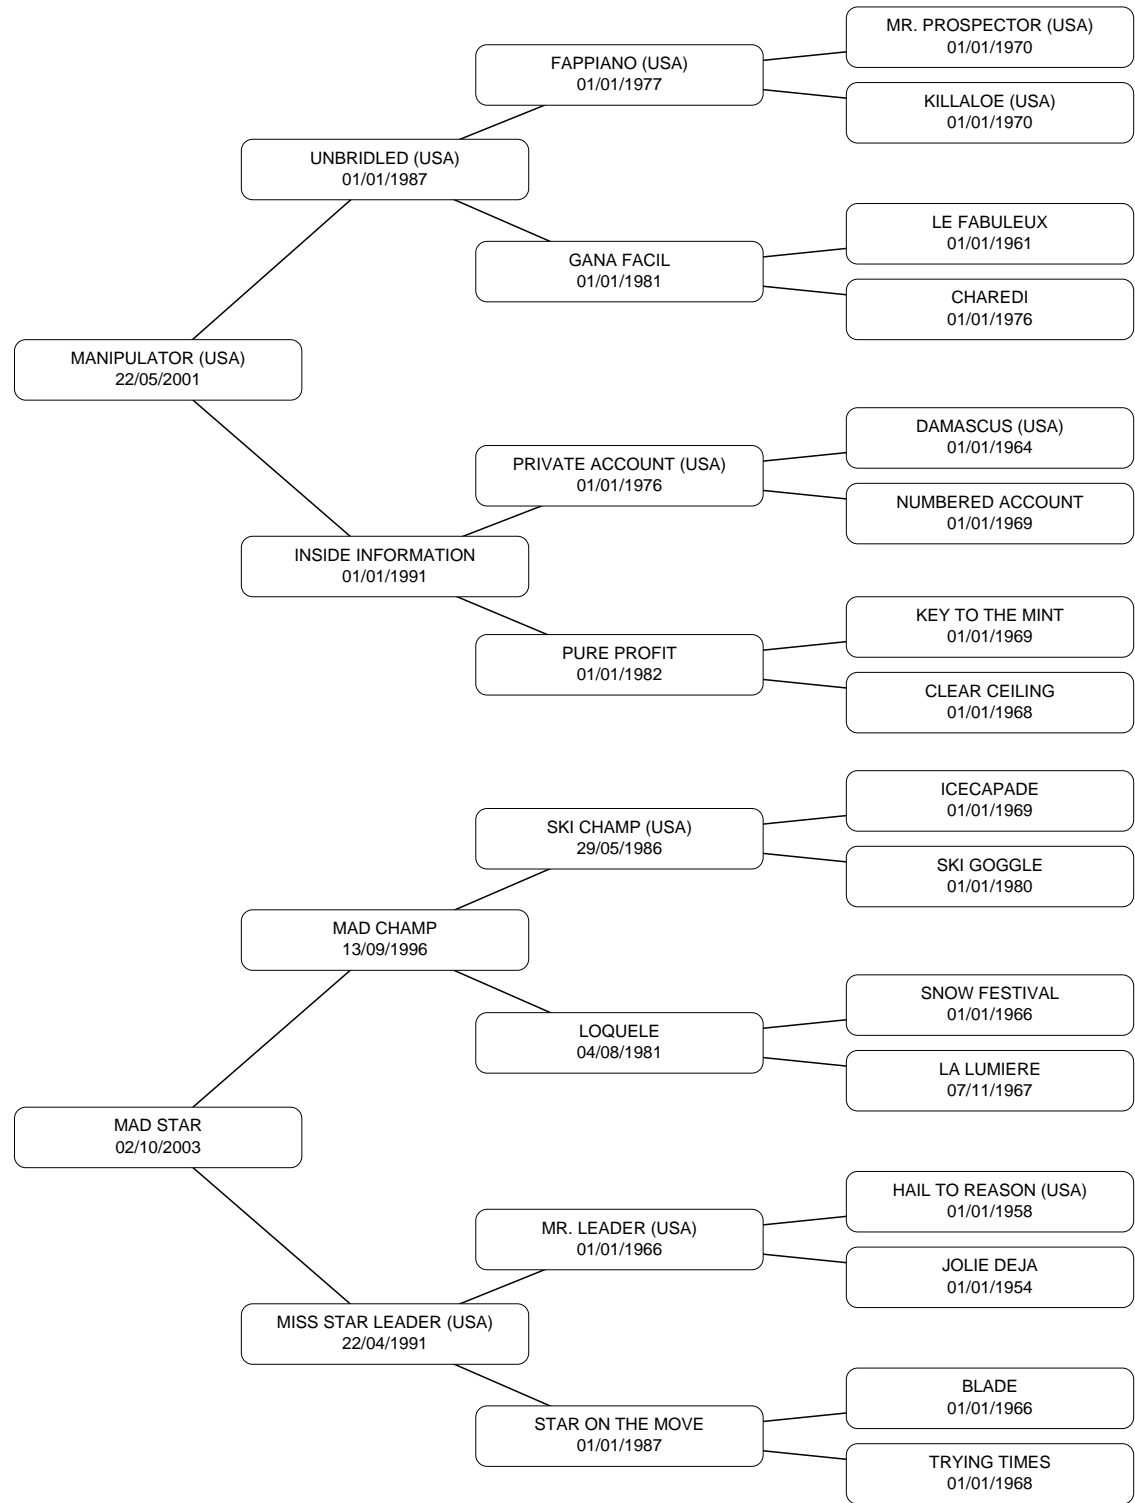 MR. PROSPECTOR (USA)
01/01/1970
FAPPIANO (USA)
01/01/1977
KILLALOE (USA)
01/01/1970
UNBRIDLED (USA)
01/01/1987
LE FABULEUX
01/01/1961
GANA FACIL
01/01/1981
CHAREDI
01/01/1976
MANIPULATOR (USA)
22/05/2001
DAMASCUS (USA)
01/01/1964
PRIVATE ACCOUNT (USA)
01/01/1976
NUMBERED ACCOUNT
01/01/1969
INSIDE INFORMATION
01/01/1991
KEY TO THE MINT
01/01/1969
PURE PROFIT
01/01/1982
CLEAR CEILING
01/01/1968
ICECAPADE
01/01/1969
SKI CHAMP (USA)
29/05/1986
SKI GOGGLE
01/01/1980
MAD CHAMP
13/09/1996
SNOW FESTIVAL
01/01/1966
LOQUELE
04/08/1981
LA LUMIERE
07/11/1967
MAD STAR
02/10/2003
HAIL TO REASON (USA)
01/01/1958
MR. LEADER (USA)
01/01/1966
JOLIE DEJA
01/01/1954
MISS STAR LEADER (USA)
22/04/1991
BLADE
01/01/1966
STAR ON THE MOVE
01/01/1987
TRYING TIMES
01/01/1968